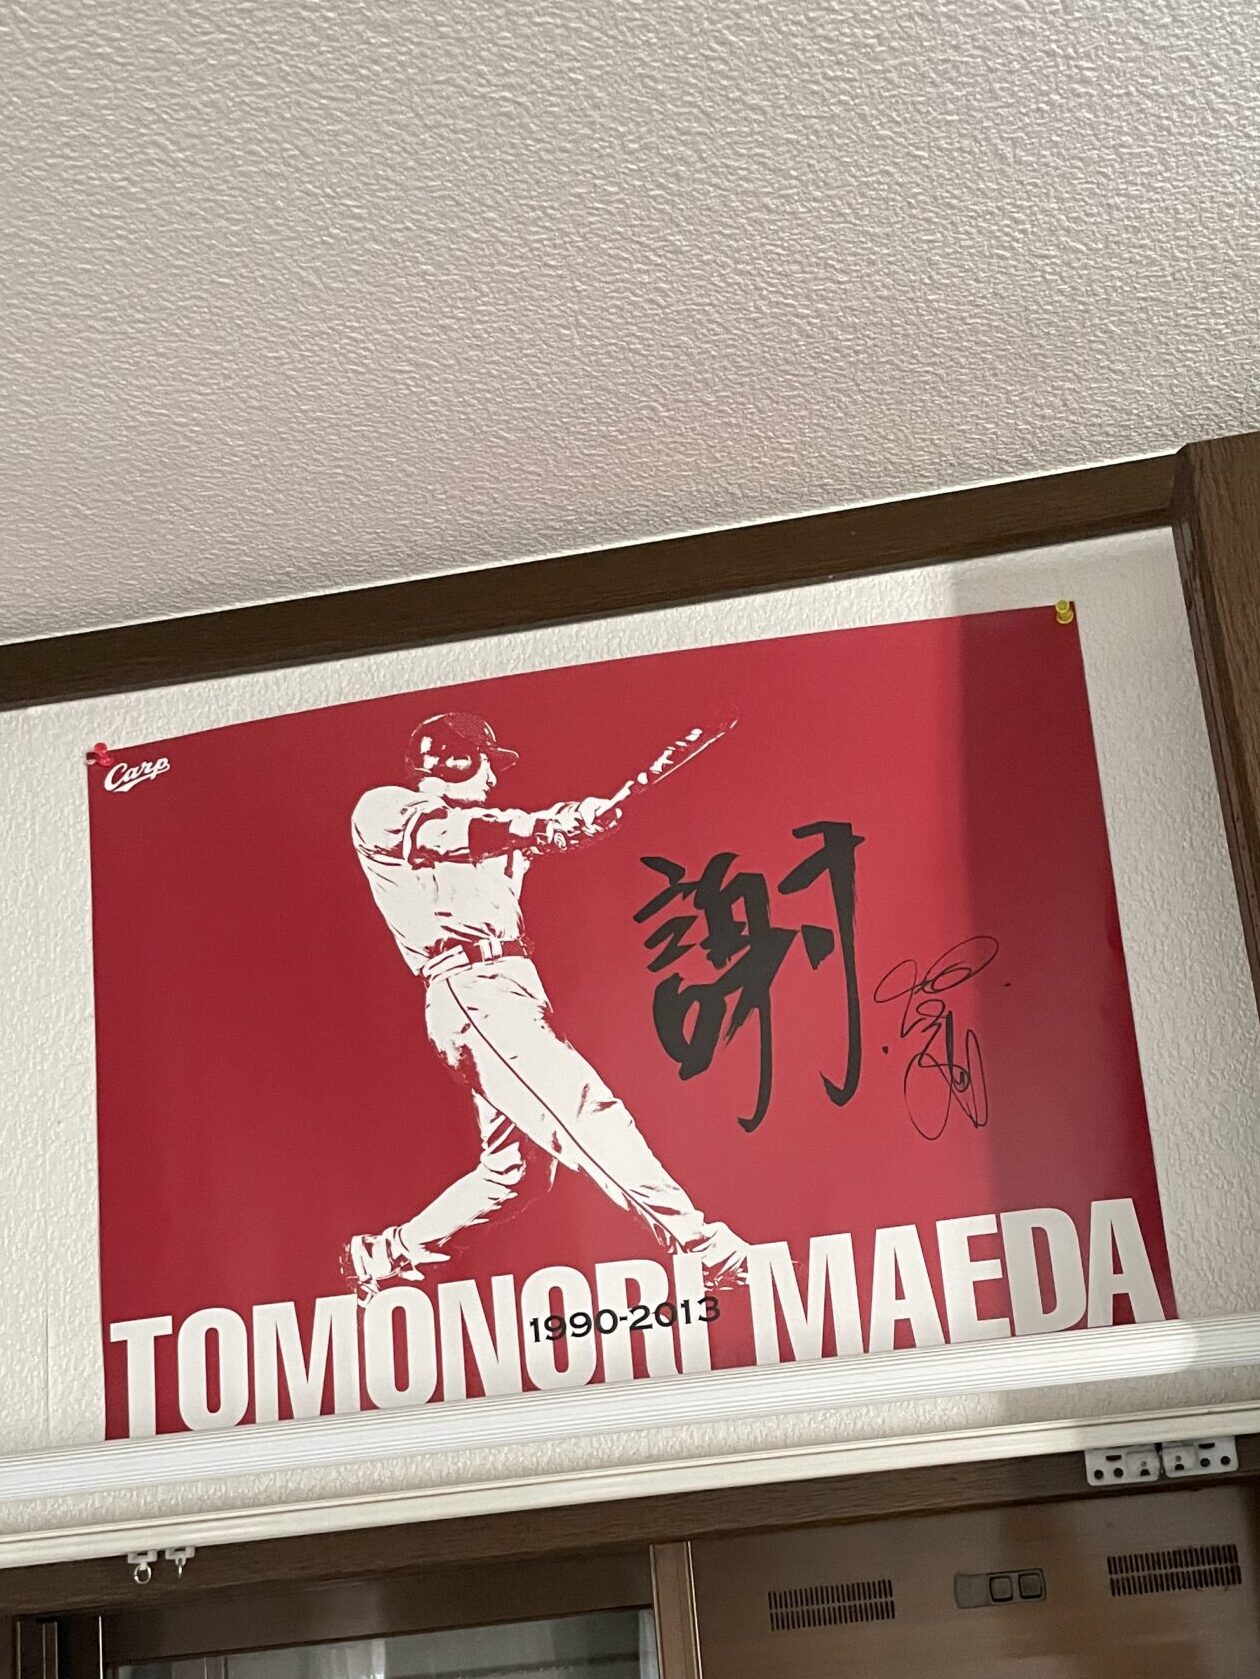 Carp
謝
1990-2013
TOMONORI MAEDA